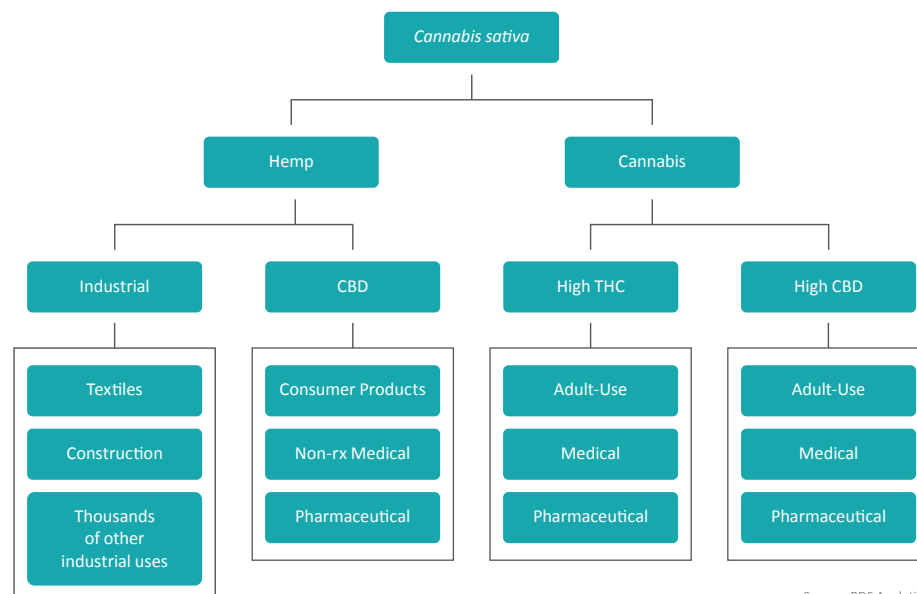 Cannabis sativa
Hemp
Cannabis
Industrial
CBD
High THC
High CBD
Textiles
Construction
Thousands
of other
industrial uses
Consumer Products
Non-rx Medical
Pharmaceutical
Adult-Use
Medical
Pharmaceutical
Adult-Use
Medical
Pharmaceutical